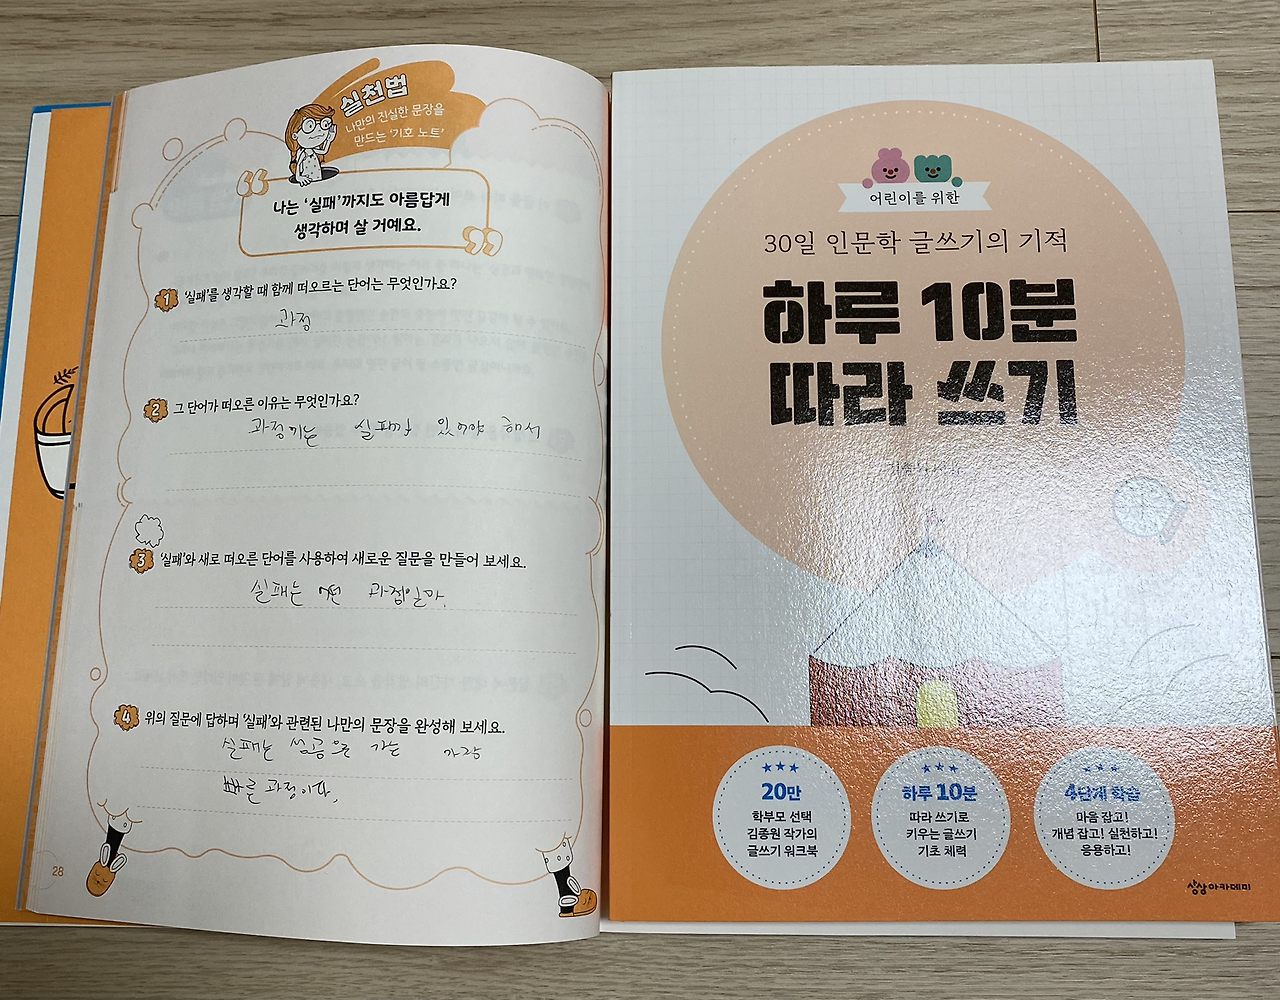 실천법
나만의 진실한 문장을
만드는 '기호 노트'
나는 '실패'까지도 아름답게
생각하며 살 거예요.
1 '실패'를 생각할 때 함께 떠오르는 단어는 무엇인가요?
과정
2 그 단어가 떠오른 이유는 무엇인가요?
과정에는 실패가 있어야 해서
3 '실패'와 새로 떠오른 단어를 사용하여 새로운 질문을 만들어 보세요.
실패는 어떤 과정일까.
4 위의 질문에 답하며 '실패'와 관련된 나만의 문장을 완성해 보세요.
실패는 성공으로 가는 가장
빠른 과정이다.
28
어린이를 위한
30일 인문학 글쓰기의 기적
하루 10분
따라 쓰기
20만
학부모 선택
김종원 작가의
글쓰기 워크북
하루 10분
따라 쓰기로
키우는 글쓰기
기초 체력
4단계 학습
마음 잡고!
개념 잡고! 실천하고!
응용하고!
상상아카데미